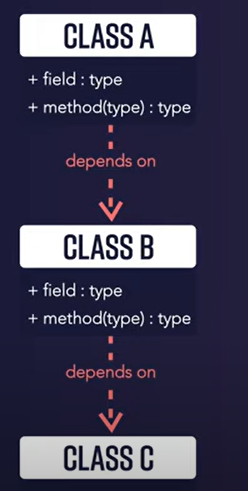 CLASS A
+ field : type
+ method(type) : type
depends on
CLASS B
+ field : type
+ method(type) : type
depends on
CLASS C